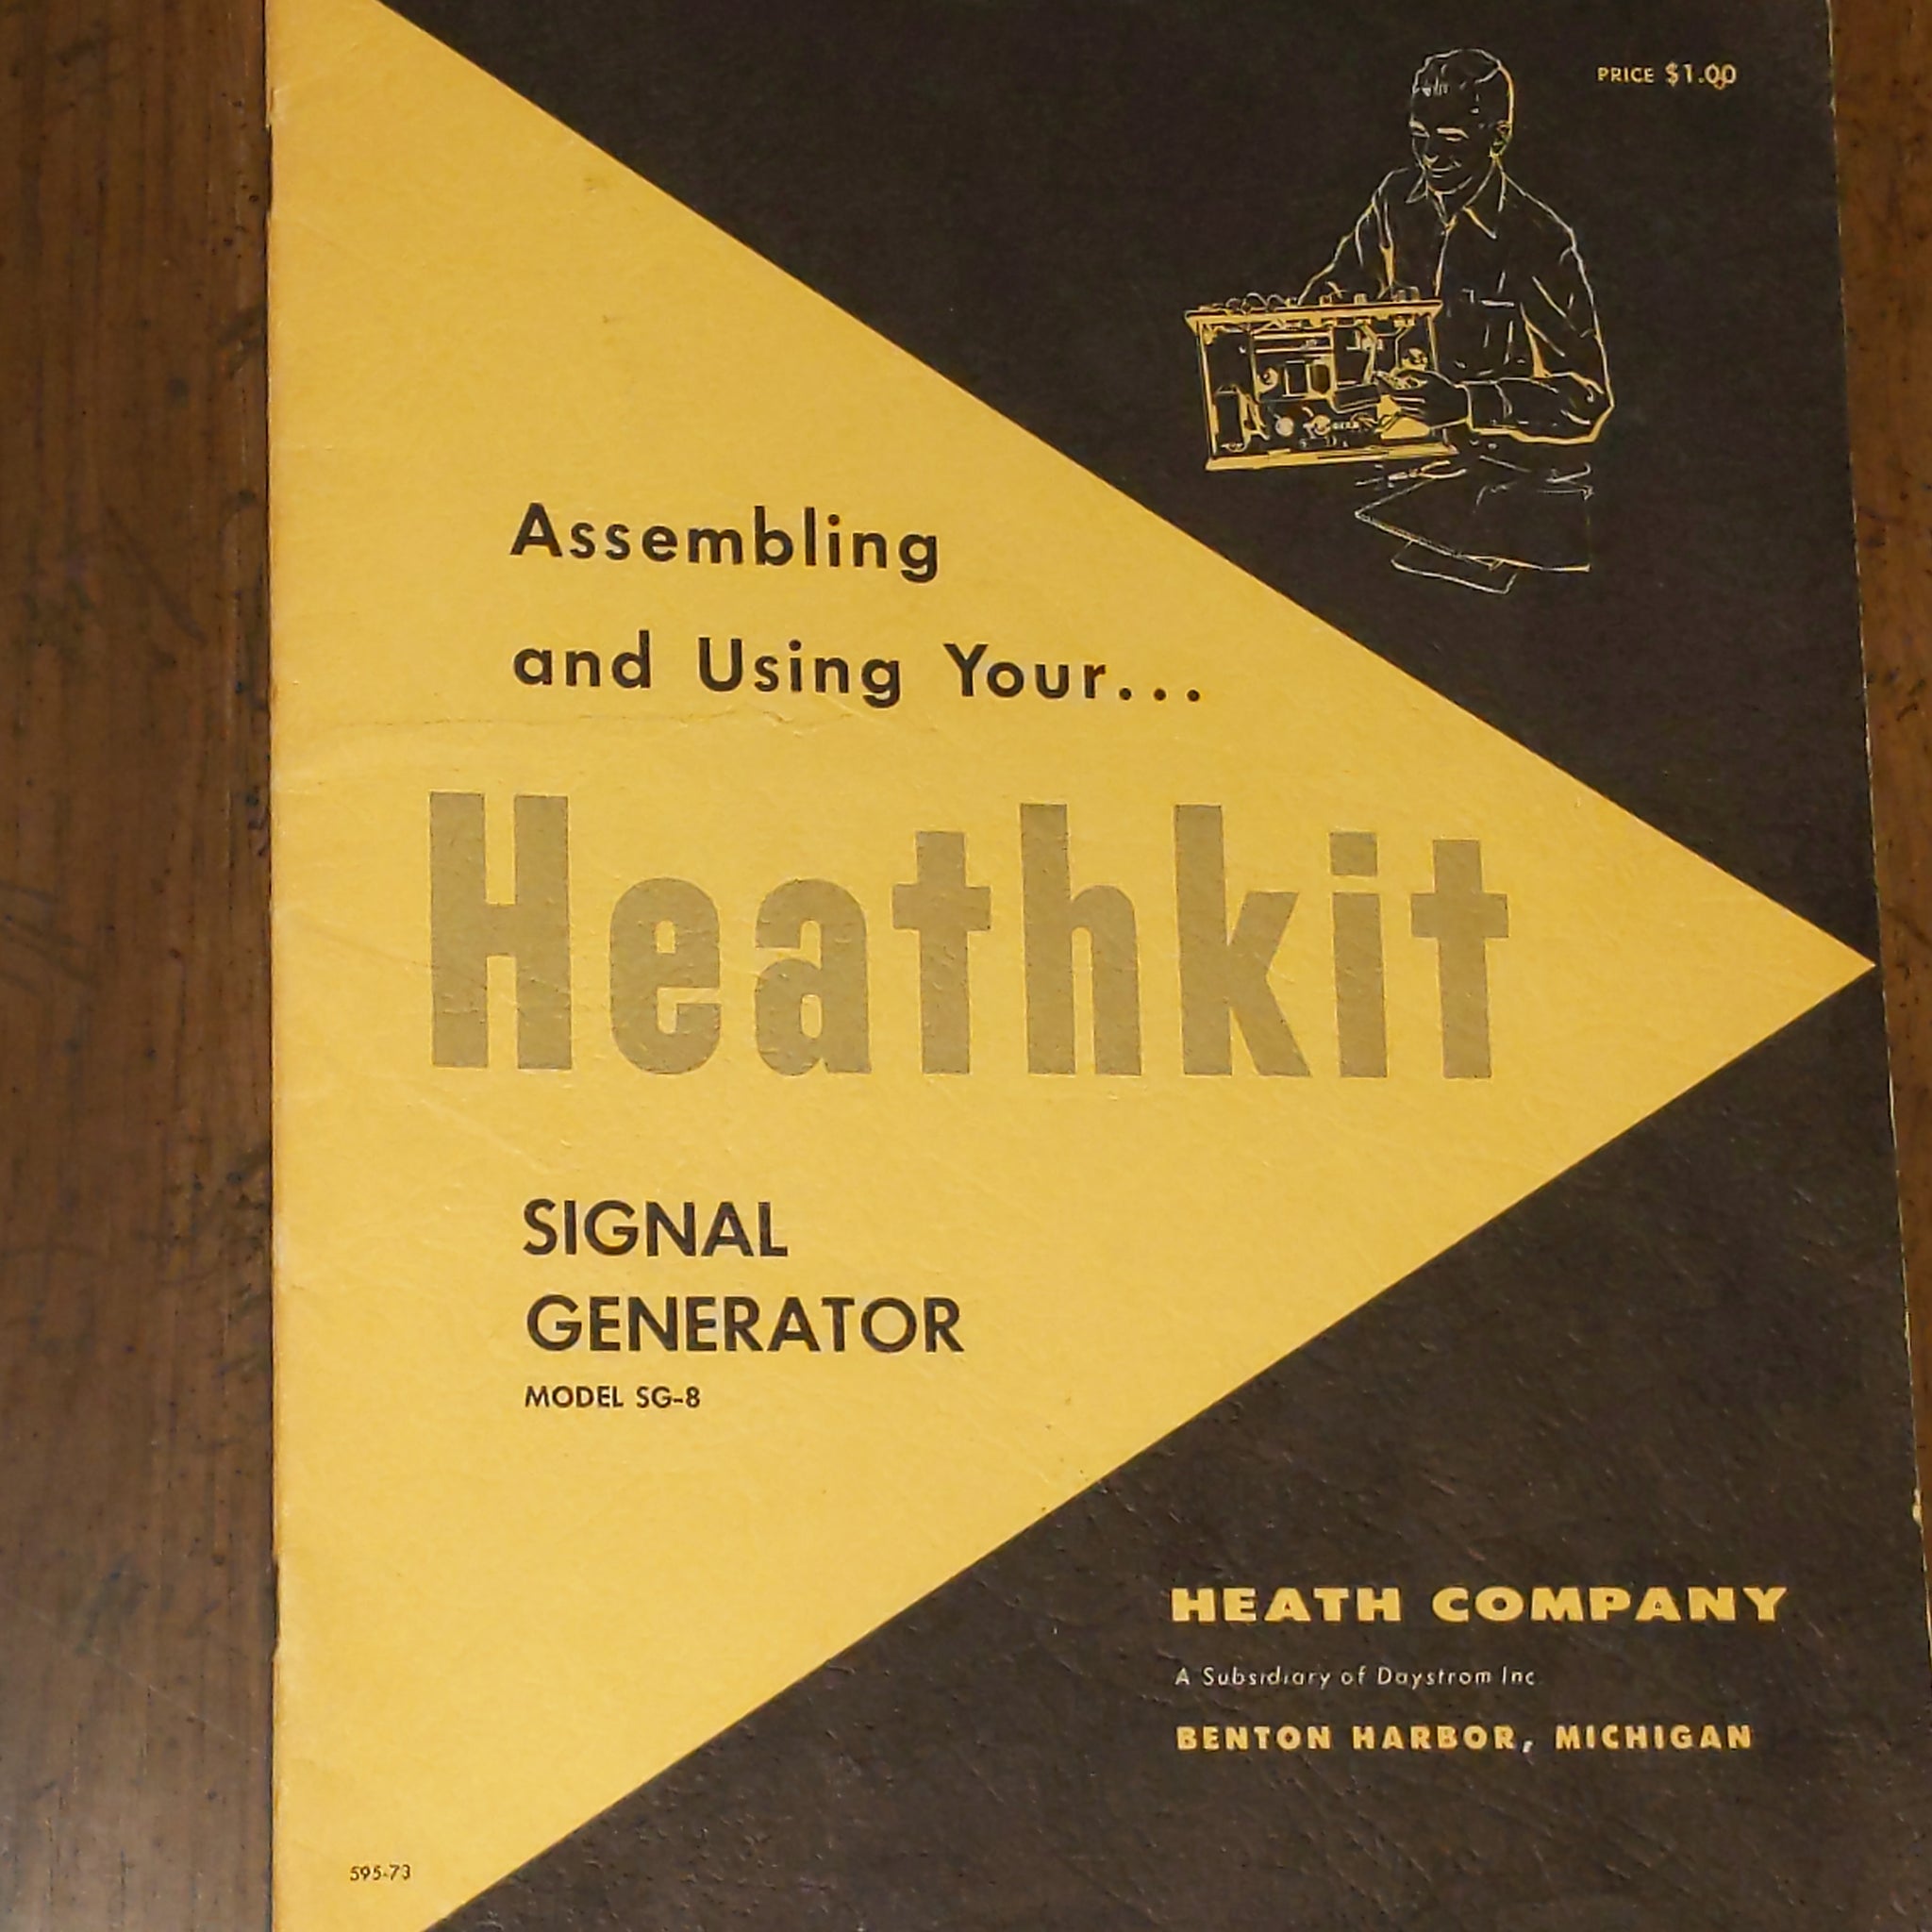 PRICE $1.00
Assembling
and Using Your...
Heathkit
SIGNAL
GENERATOR
MODEL SG-8
HEATH COMPANY
A Subsidiary of Daystrom Inc.
BENTON HARBOR, MICHIGAN
595-73